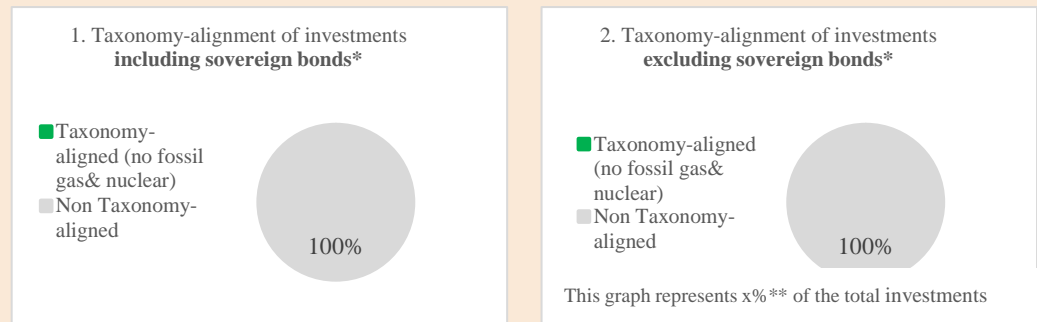 1. Taxonomy-alignment of investments
including sovereign bonds*
Taxonomy-
aligned (no fossil
gas& nuclear)
Non Taxonomy-
aligned
100%
2. Taxonomy-alignment of investments
excluding sovereign bonds*
Taxonomy-aligned
(no fossil gas&
nuclear)
Non Taxonomy-
aligned
100%
This graph represents x%** of the total investments